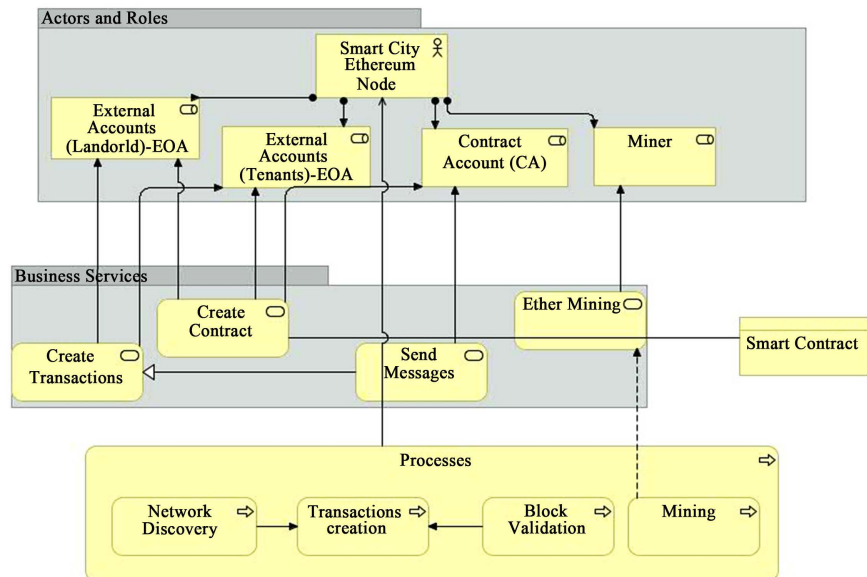 Actors and Roles
Smart City
Ethereum
Node
External
Accounts
(Landorld)-EOA
External
Accounts
(Tenants)-EOA
Contract
Account (CA)
Miner
Business Services
Create
Contract
Ether Mining
Create
Transactions
Send
Messages
Smart Contract
Processes
Network
Discovery
Transactions
creation
Block
Validation
Mining